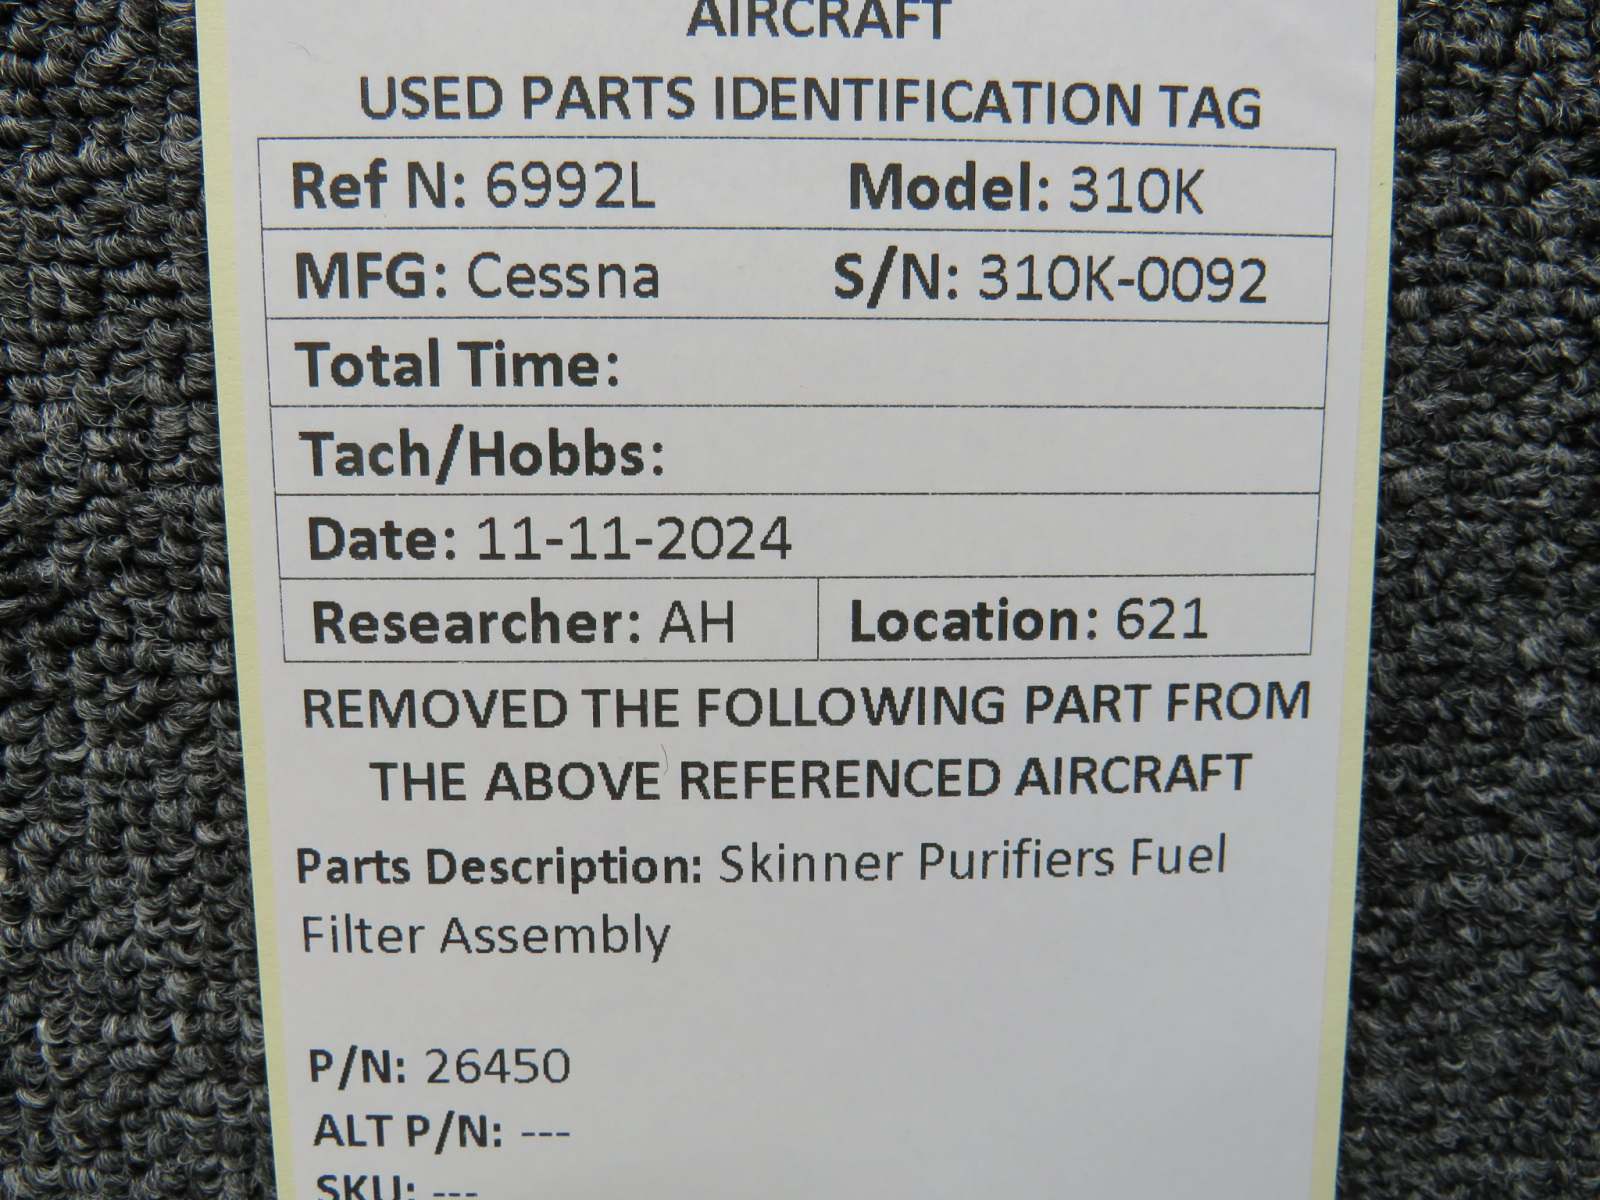 AIRCRAFT
USED PARTS IDENTIFICATION TAG
Ref N: 6992L Model: 310K
MFG: Cessna S/N: 310K-0092
Total Time:
Tach/Hobbs:
Date: 11-11-2024
Researcher: AH Location: 621
REMOVED THE FOLLOWING PART FROM
THE ABOVE REFERENCED AIRCRAFT
Parts Description: Skinner Purifiers Fuel
Filter Assembly
P/N: 26450
ALT P/N: ---
SKU: ---